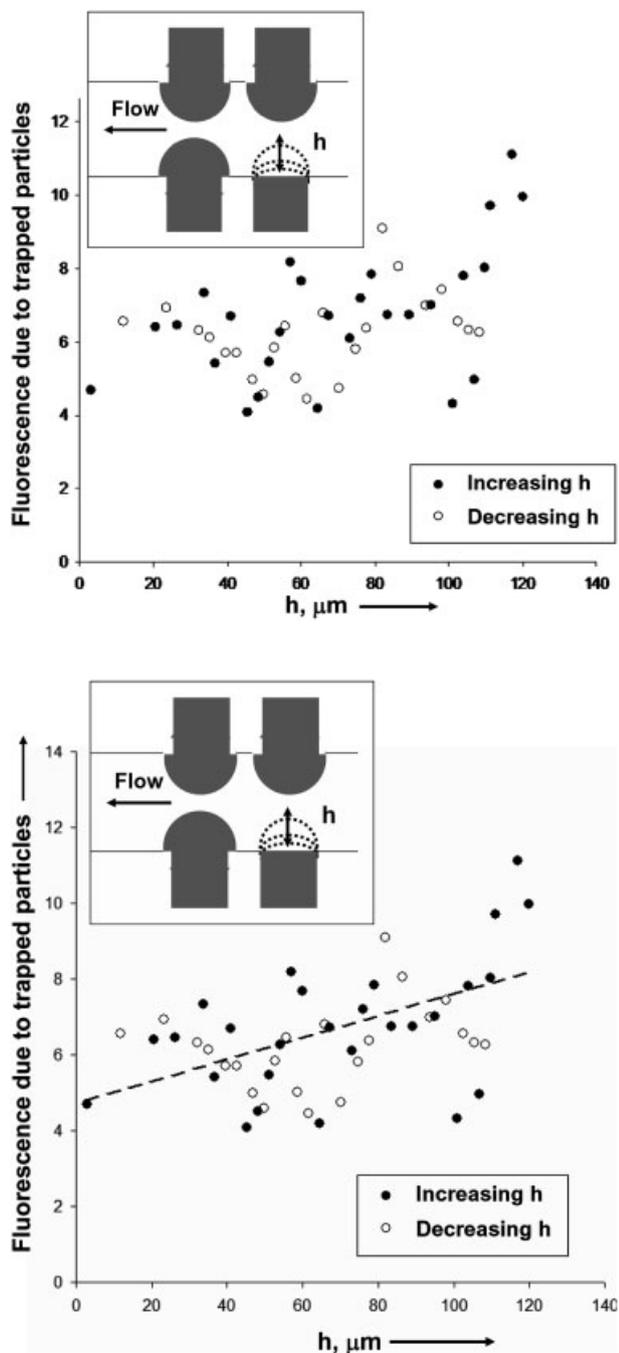 Flow
h
Fluorescence due to trapped particles
12
10
8
6
4
2
0
Increasing h
Decreasing h
0 20 40 60 80 100 120 140
h, μm
Flow
h
Fluorescence due to trapped particles
14
12
10
8
6
4
2
0
Increasing h
Decreasing h
0 20 40 60 80 100 120 140
h, μm